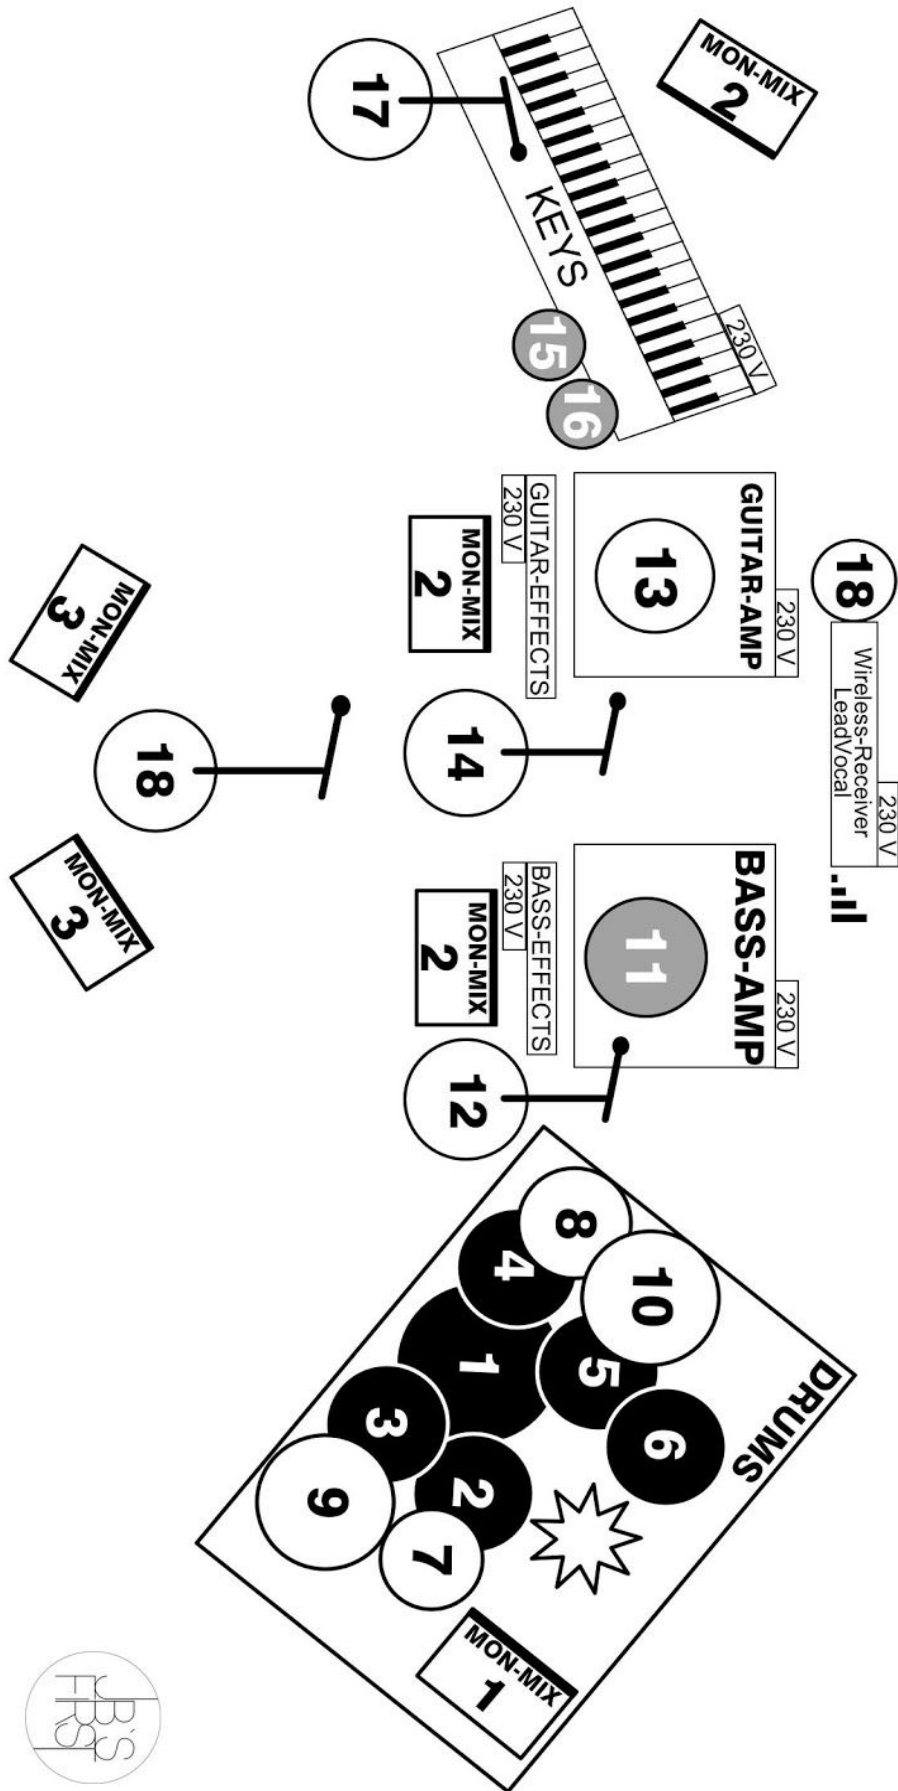 MON-MIX
2
230 V
KEYS
17
15
16
18
230 V
Wireless-Receiver
LeadVocal
230 V
GUITAR-AMP
13
GUITAR-EFFECTS
230 V
MON-MIX
2
14
230 V
BASS-AMP
11
BASS-EFFECTS
230 V
MON-MIX
2
12
DRUMS
8
10
4
5
6
1
3
2
9
7
MON-MIX
1
MON-MIX
3
18
MON-MIX
3
JB`S
FIRST